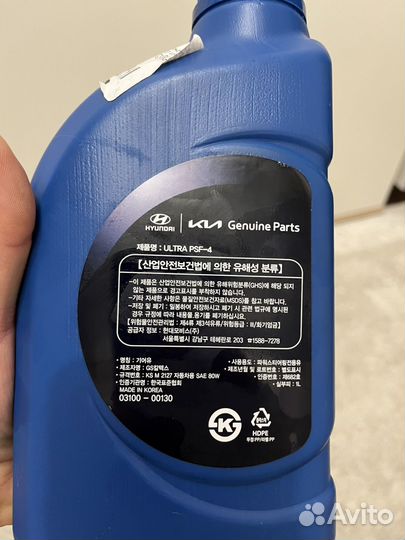 HYUNDAI KIA Genuine Parts
제품명 : ULTRA PSF-4
【산업안전보건법에 의한 유해성 분류】
- 이 제품은 산업안전보건법에 의한 유해위험분류(GHS)에 해당 되지
않는 제품으로 경고표시를 부착하지 않습니다.
- 기타 자세한 사항은 물질안전보건자료(MSDS)를 참고 바랍니다.
- 저장 및 폐기 : 밀봉하여 저장하시고 폐기 시 관련 법규에 명시된
경우 규정에 따라 내용물 및 용기를 폐기하시오.
【위험물안전관리법 : 제4류 제3석유류/위험등급 : III/화기엄금】
공급자 정보 : 현대모비스(주)
서울특별시 강남구 테헤란로 203 ☎1588-7278
· 품명 : 기어유
· 제조자명 : GS칼텍스
· 규격번호 : KS M 2127 자동차용 SAE 80W
· 인증기관명 : 한국표준협회
MADE IN KOREA
03100-00130
· 사용용도 : 파워스티어링전용유
· 제조년월 및 로트번호 : 별도표시
· 인증번호 : 제682호
· 실부피 : 1L
HDPE
Avito